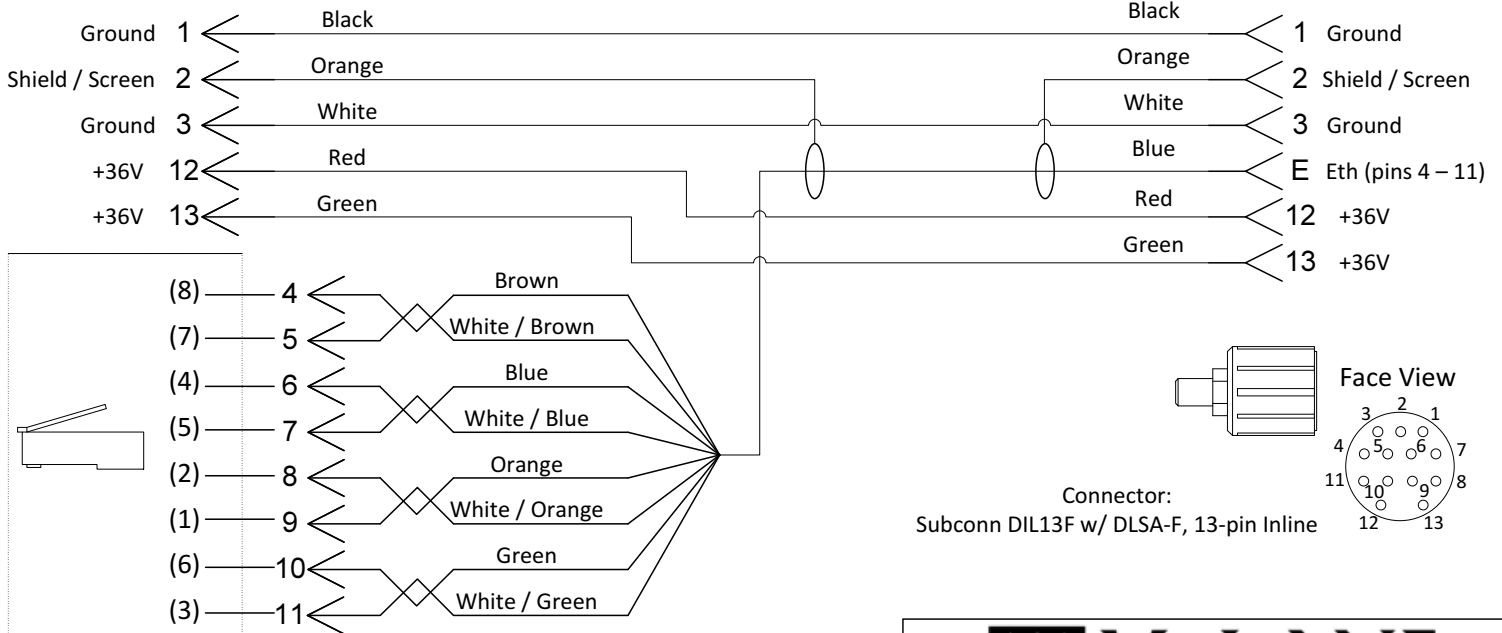 Ground 1 Black Black 1 Ground
Shield / Screen 2 Orange Orange 2 Shield / Screen
Ground 3 White White 3 Ground
+36V 12 Red Blue E Eth (pins 4 – 11)
+36V 13 Green Red 12 +36V
Green 13 +36V
(8) 4 Brown
(7) 5 White / Brown
(4) 6 Blue
(5) 7 White / Blue
(2) 8 Orange
(1) 9 White / Orange
(6) 10 Green
(3) 11 White / Green
Face View
3 2 1
4 5 6 7
11 10 9 8
12 13
Connector:
Subconn DIL13F w/ DLSA-F, 13-pin Inline